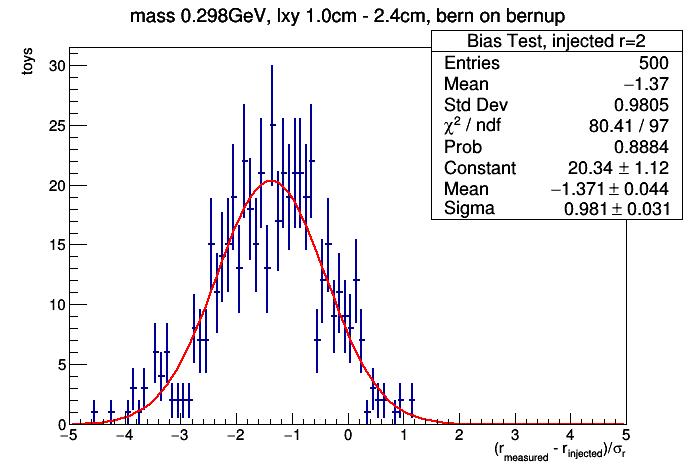 mass 0.298GeV, lxy 1.0cm - 2.4cm, bern on bernup
Bias Test, injected r=2
Entries 500
Mean −1.37
Std Dev 0.9805
χ² / ndf 80.41 / 97
Prob 0.8884
Constant 20.34 ± 1.12
Mean −1.371 ± 0.044
Sigma 0.981 ± 0.031
toys
30
25
20
15
10
5
0
−5 −4 −3 −2 −1 0 1 2 3 4 5
(r_measured - r_injected)/σ_r